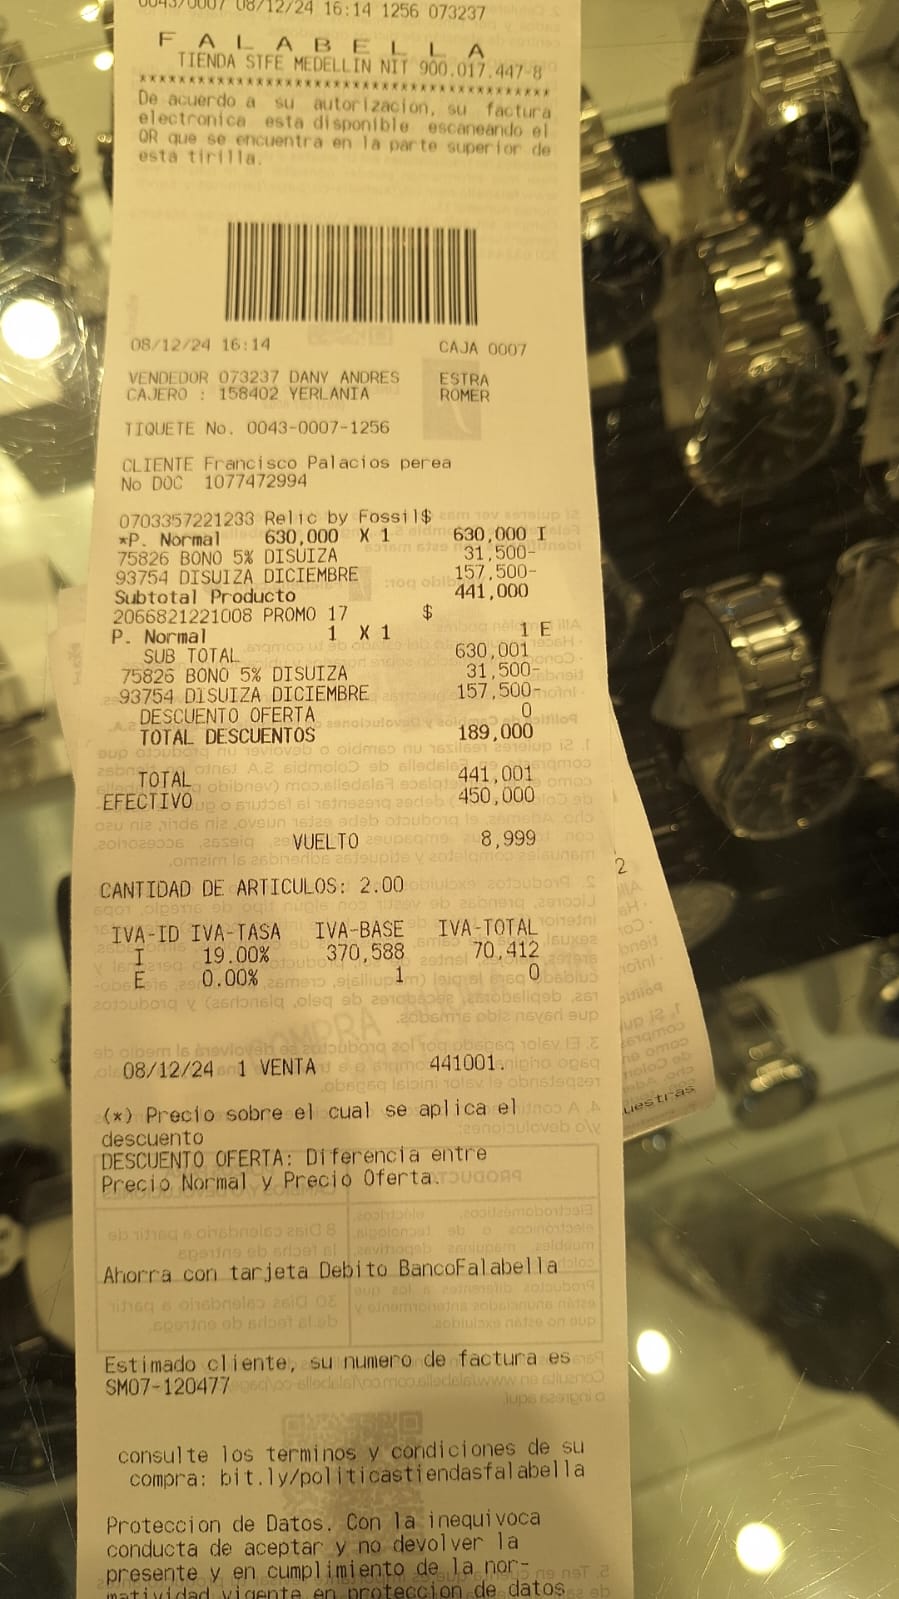 0043/0007 08/12/24 16:14 1256 073237
F A L A B E L L A
TIENDA STFE MEDELLIN NIT 900.017.447-8
******************************************
De acuerdo a su autorizacion, su factura
electronica esta disponible escaneando el
QR que se encuentra en la parte superior de
esta tirilla.
08/12/24 16:14 CAJA 0007
VENDEDOR 073237 DANY ANDRES ESTRA
CAJERO : 158402 YERLANIA ROMER
TIQUETE No. 0043-0007-1256
CLIENTE Francisco Palacios perea
No DOC 1077472994
0703357221233 Relic by Fossil$
*P. Normal 630,000 X 1 630,000 I
75826 BONO 5% DISUIZA 31,500-
93754 DISUIZA DICIEMBRE 157,500-
Subtotal Producto 441,000
2066821221008 PROMO 17 $
P. Normal 1 X 1 1 E
SUB TOTAL 630,001
75826 BONO 5% DISUIZA 31,500-
93754 DISUIZA DICIEMBRE 157,500-
DESCUENTO OFERTA 0
TOTAL DESCUENTOS 189,000
TOTAL 441,001
EFECTIVO 450,000
VUELTO 8,999
CANTIDAD DE ARTICULOS: 2.00
IVA-ID IVA-TASA IVA-BASE IVA-TOTAL
I 19.00% 370,588 70,412
E 0.00% 1 0
08/12/24 1 VENTA 441001.
(*) Precio sobre el cual se aplica el
descuento
DESCUENTO OFERTA: Diferencia entre
Precio Normal y Precio Oferta.
Ahorra con tarjeta Debito BancoFalabella
Estimado cliente, su numero de factura es
SM07-120477
consulte los terminos y condiciones de su
compra: bit.ly/politicastiendasfalabella
Proteccion de Datos. Con la inequivoca
conducta de aceptar y no devolver la
presente y en cumplimiento de la nor-
matividad vigente en proteccion de datos
2
uestras